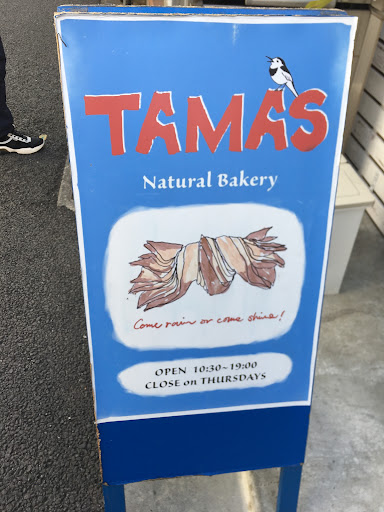 TAMAS
Natural Bakery
Come rain or come shine!
OPEN 10:30~19:00
CLOSE on THURSDAYS